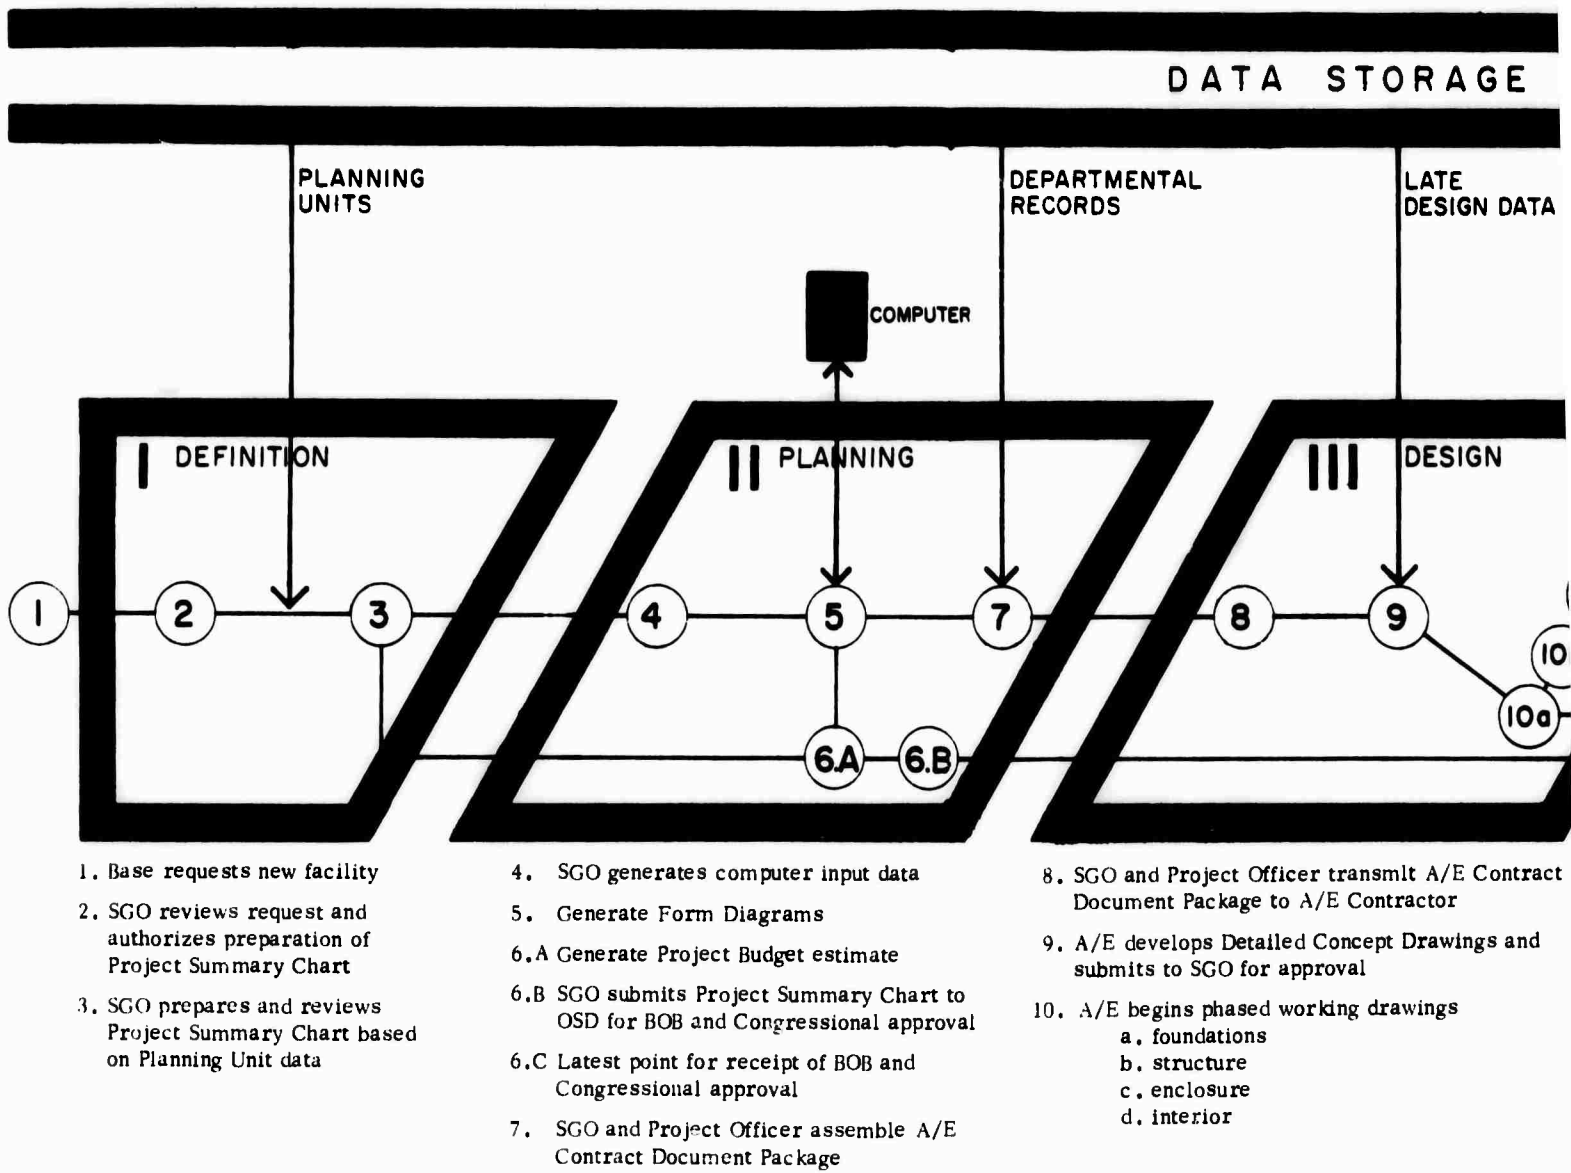 DATA STORAGE
PLANNING
UNITS
DEPARTMENTAL
RECORDS
LATE
DESIGN DATA
COMPUTER
I DEFINITION
II PLANNING
III DESIGN
1
2
3
4
5
7
8
9
10
10a
6.A
6.B
1. Base requests new facility
2. SGO reviews request and
authorizes preparation of
Project Summary Chart
3. SGO prepares and reviews
Project Summary Chart based
on Planning Unit data
4. SGO generates computer input data
5. Generate Form Diagrams
6.A Generate Project Budget estimate
6.B SGO submits Project Summary Chart to
OSD for BOB and Congressional approval
6.C Latest point for receipt of BOB and
Congressional approval
7. SGO and Project Officer assemble A/E
Contract Document Package
8. SGO and Project Officer transmit A/E Contract
Document Package to A/E Contractor
9. A/E develops Detailed Concept Drawings and
submits to SGO for approval
10. A/E begins phased working drawings
a. foundations
b. structure
c. enclosure
d. interior